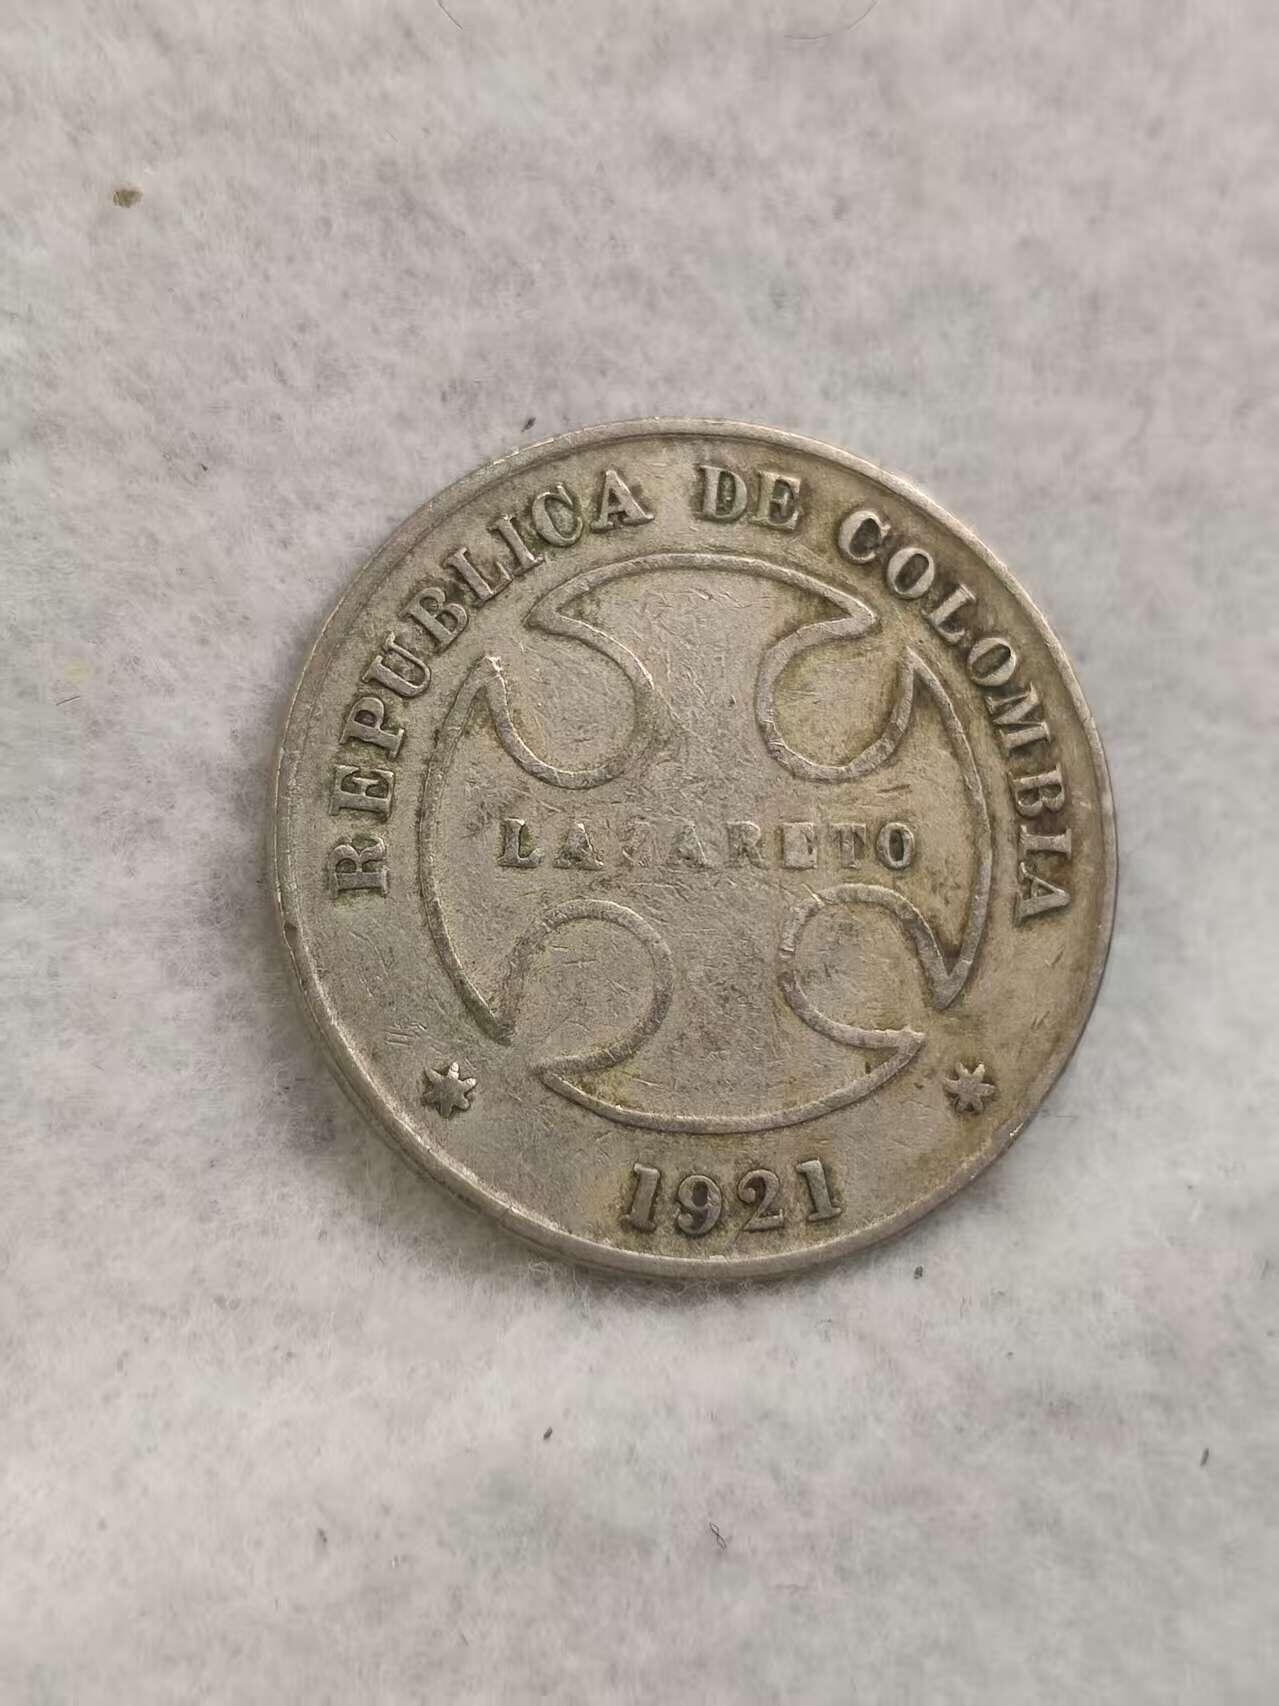 REPUBLICA DE COLOMBIA
LAZARETO
1921